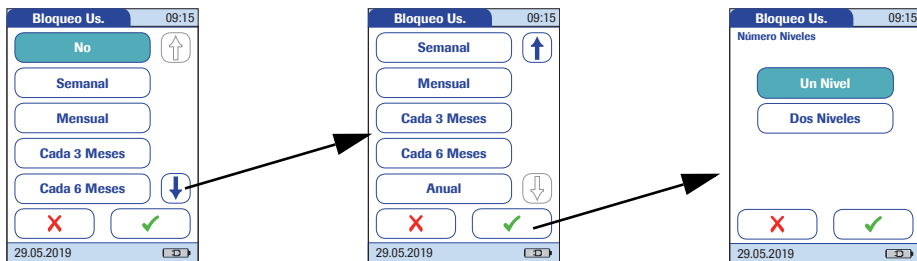 Bloqueo Us. 09:15
No
Semanal
Mensual
Cada 3 Meses
Cada 6 Meses
29.05.2019
Bloqueo Us. 09:15
Semanal
Mensual
Cada 3 Meses
Cada 6 Meses
Anual
29.05.2019
Bloqueo Us. 09:15
Número Niveles
Un Nivel
Dos Niveles
29.05.2019